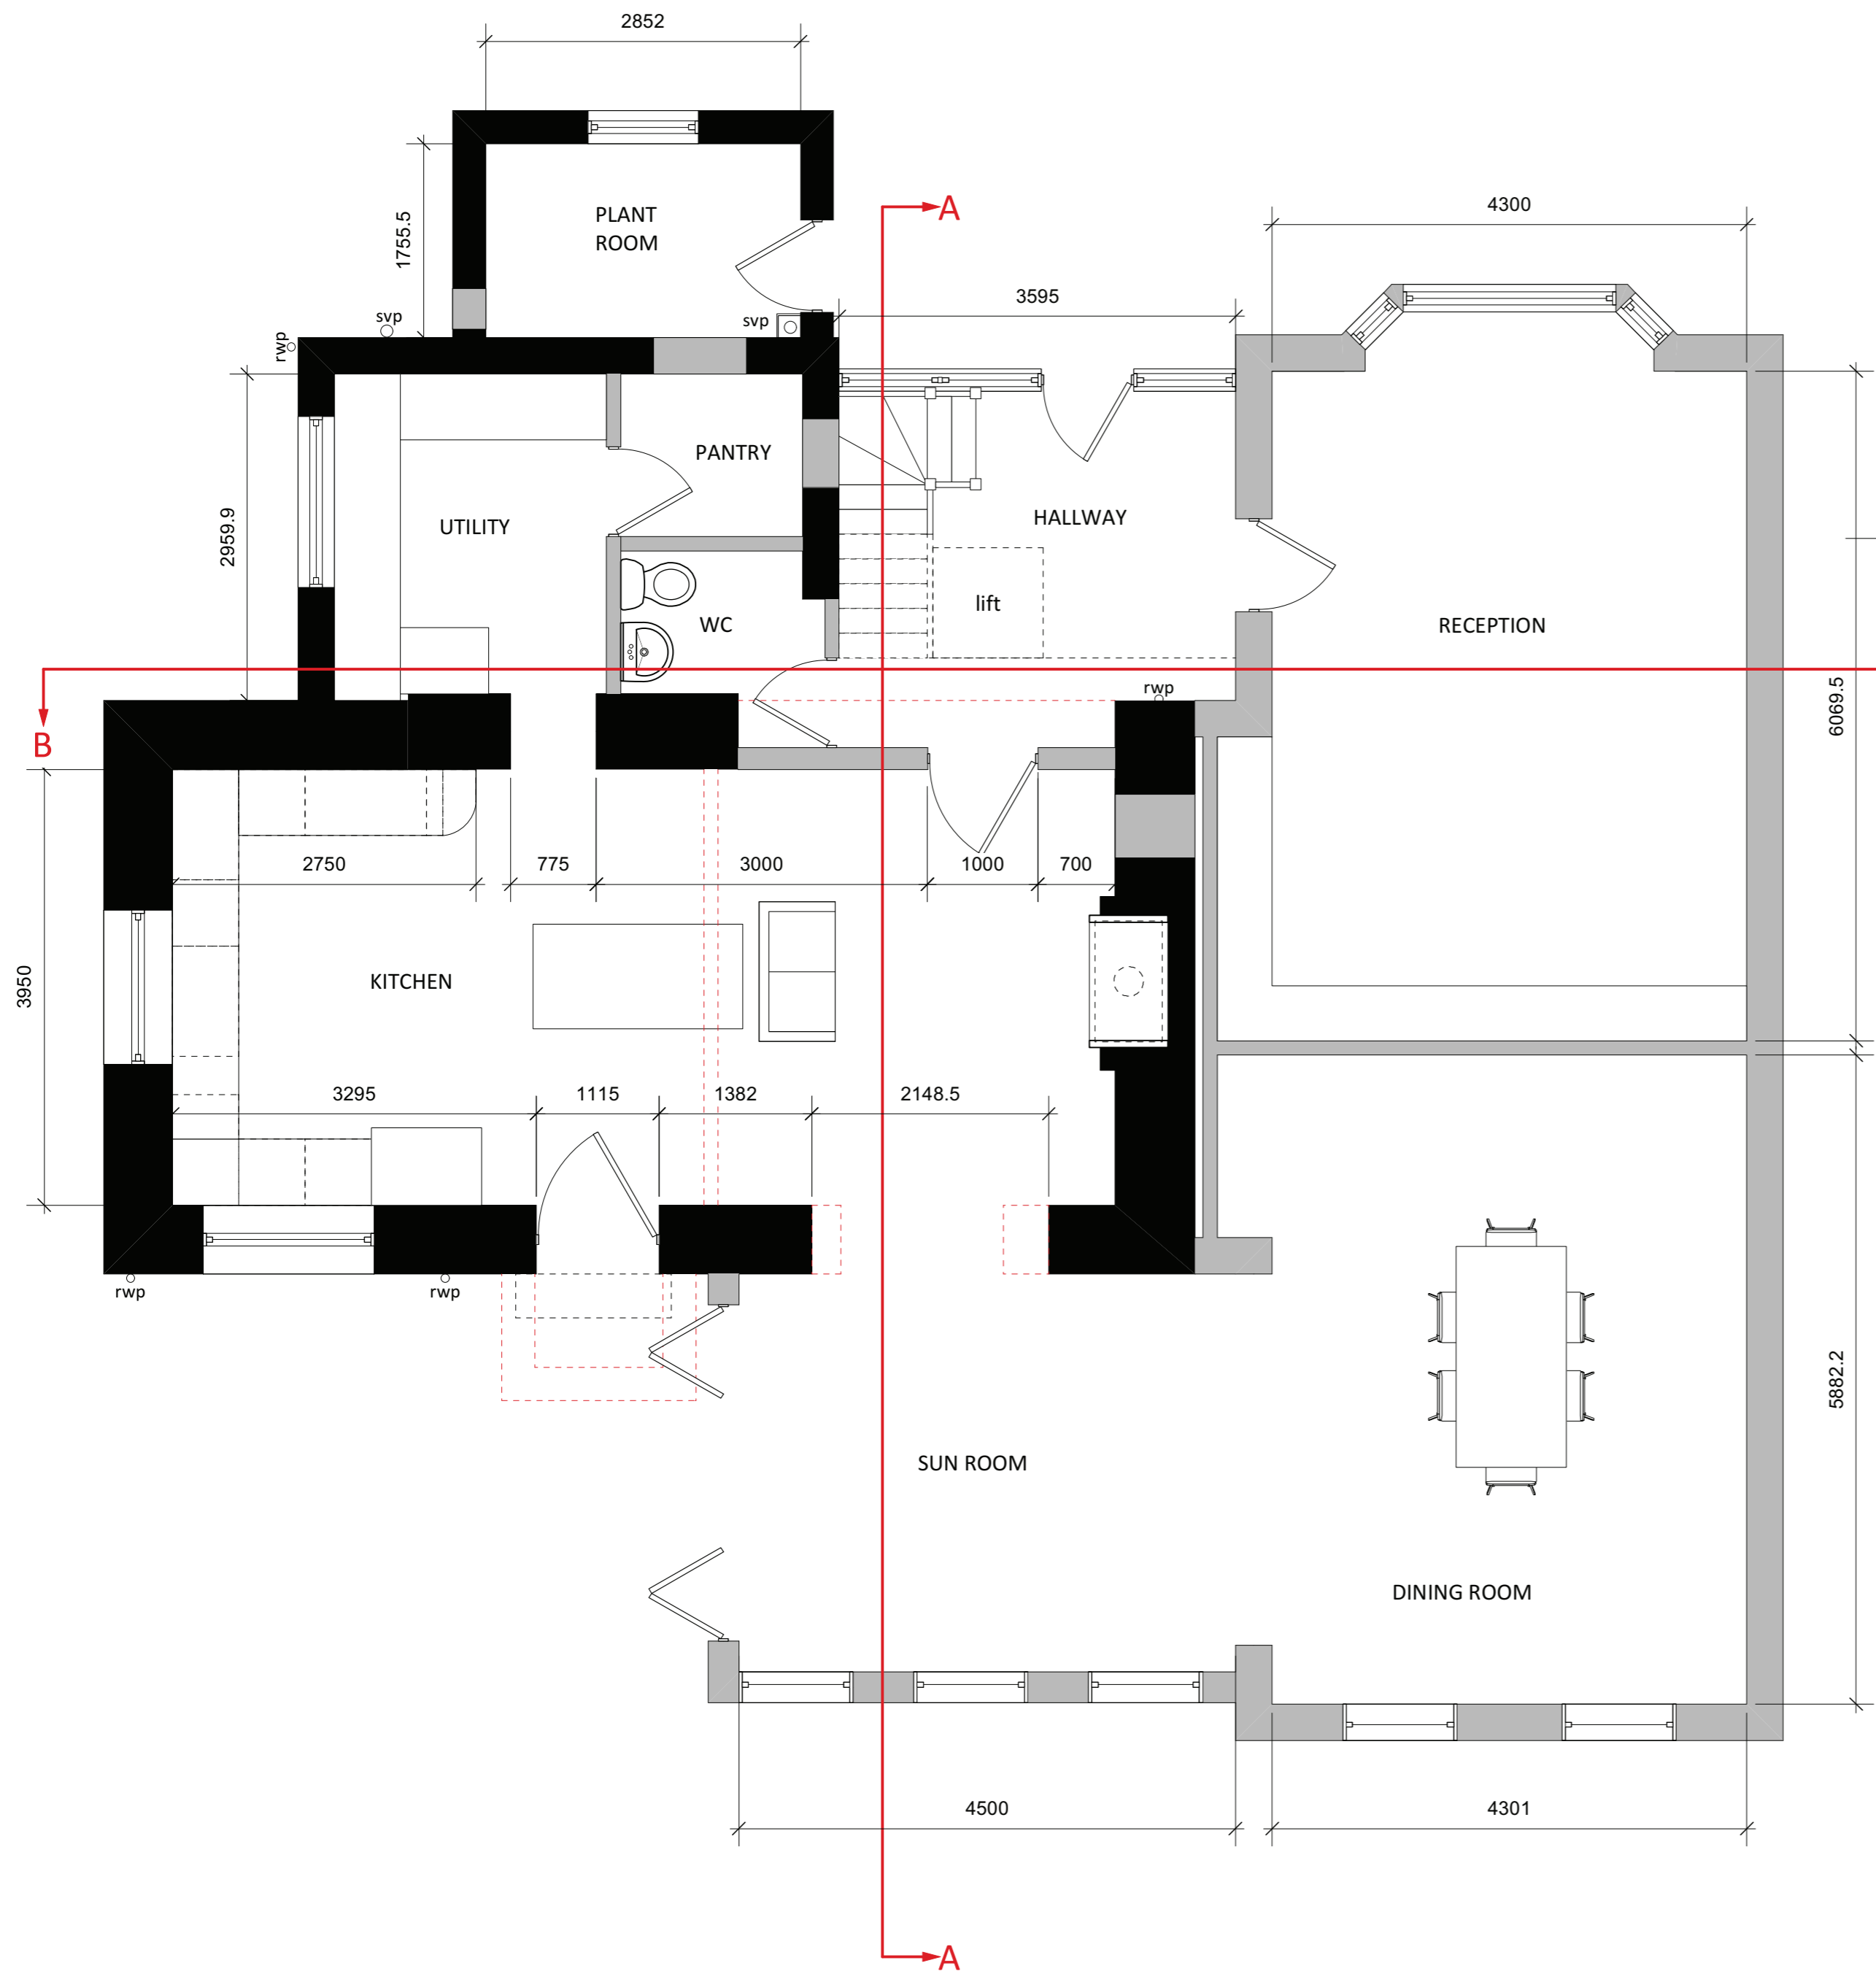 2852
PLANT
ROOM
1755.5
A
4300
3595
svp
svp
rwp
PANTRY
HALLWAY
UTILITY
2959.9
lift
WC
RECEPTION
rwp
6069.5
B
2750
775
3000
1000
700
KITCHEN
3950
3295
1115
1382
2148.5
rwp
rwp
5882.2
SUN ROOM
DINING ROOM
4500
4301
A